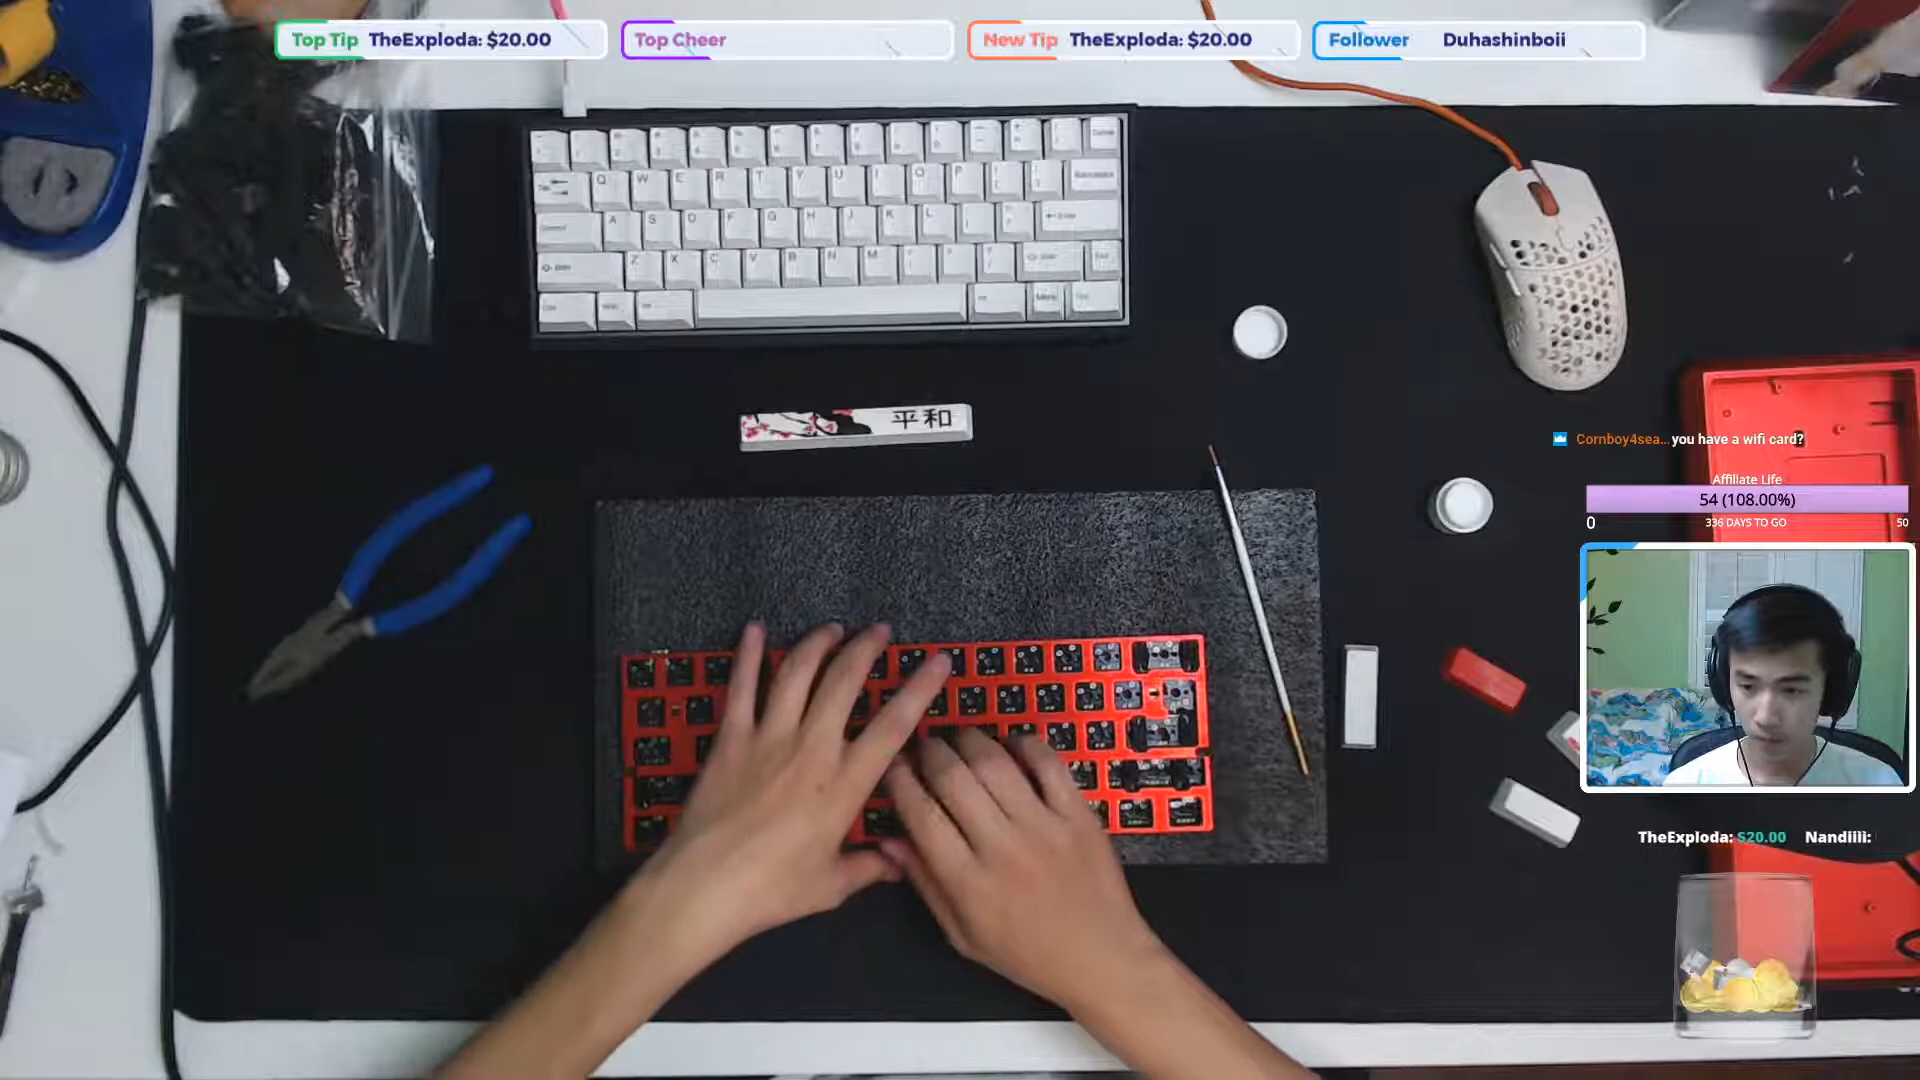 Top Tip TheExploda: $20.00
Top Cheer
New Tip TheExploda: $20.00
Follower Duhashinboii
Q W E R T Y U I O P
A S D F G H J K L
Z X C V B N M
Menu
平和
Cornboy4sea... you have a wifi card?
Affiliate Life
54 (108.00%)
0 336 DAYS TO GO 50
TheExploda: $20.00 Nandiiii: